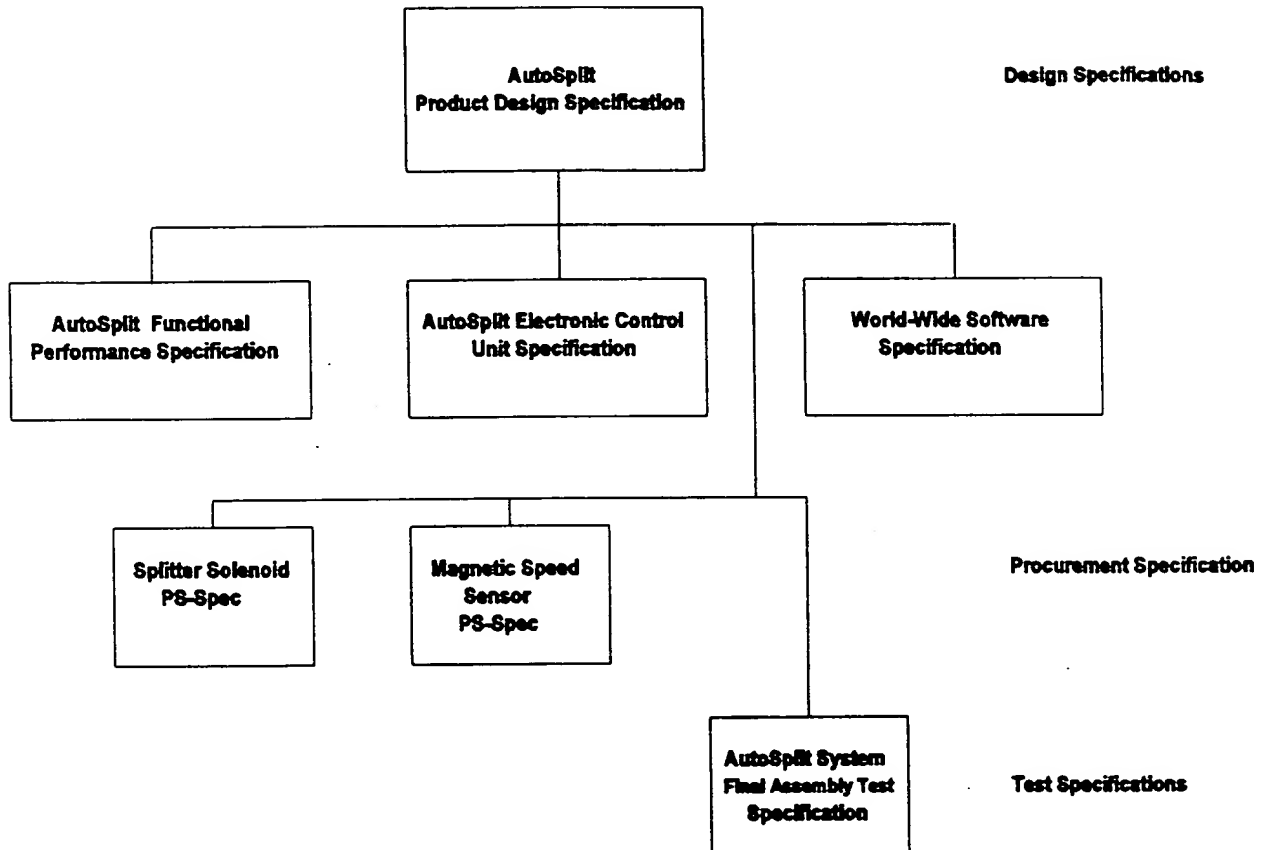 AutoSplit
Product Design Specification
Design Specifications
AutoSplit Functional
Performance Specification
AutoSplit Electronic Control
Unit Specification
World-Wide Software
Specification
Splitter Solenoid
PS-Spec
Magnetic Speed
Sensor
PS-Spec
Procurement Specification
AutoSplit System
Final Assembly Test
Specification
Test Specifications